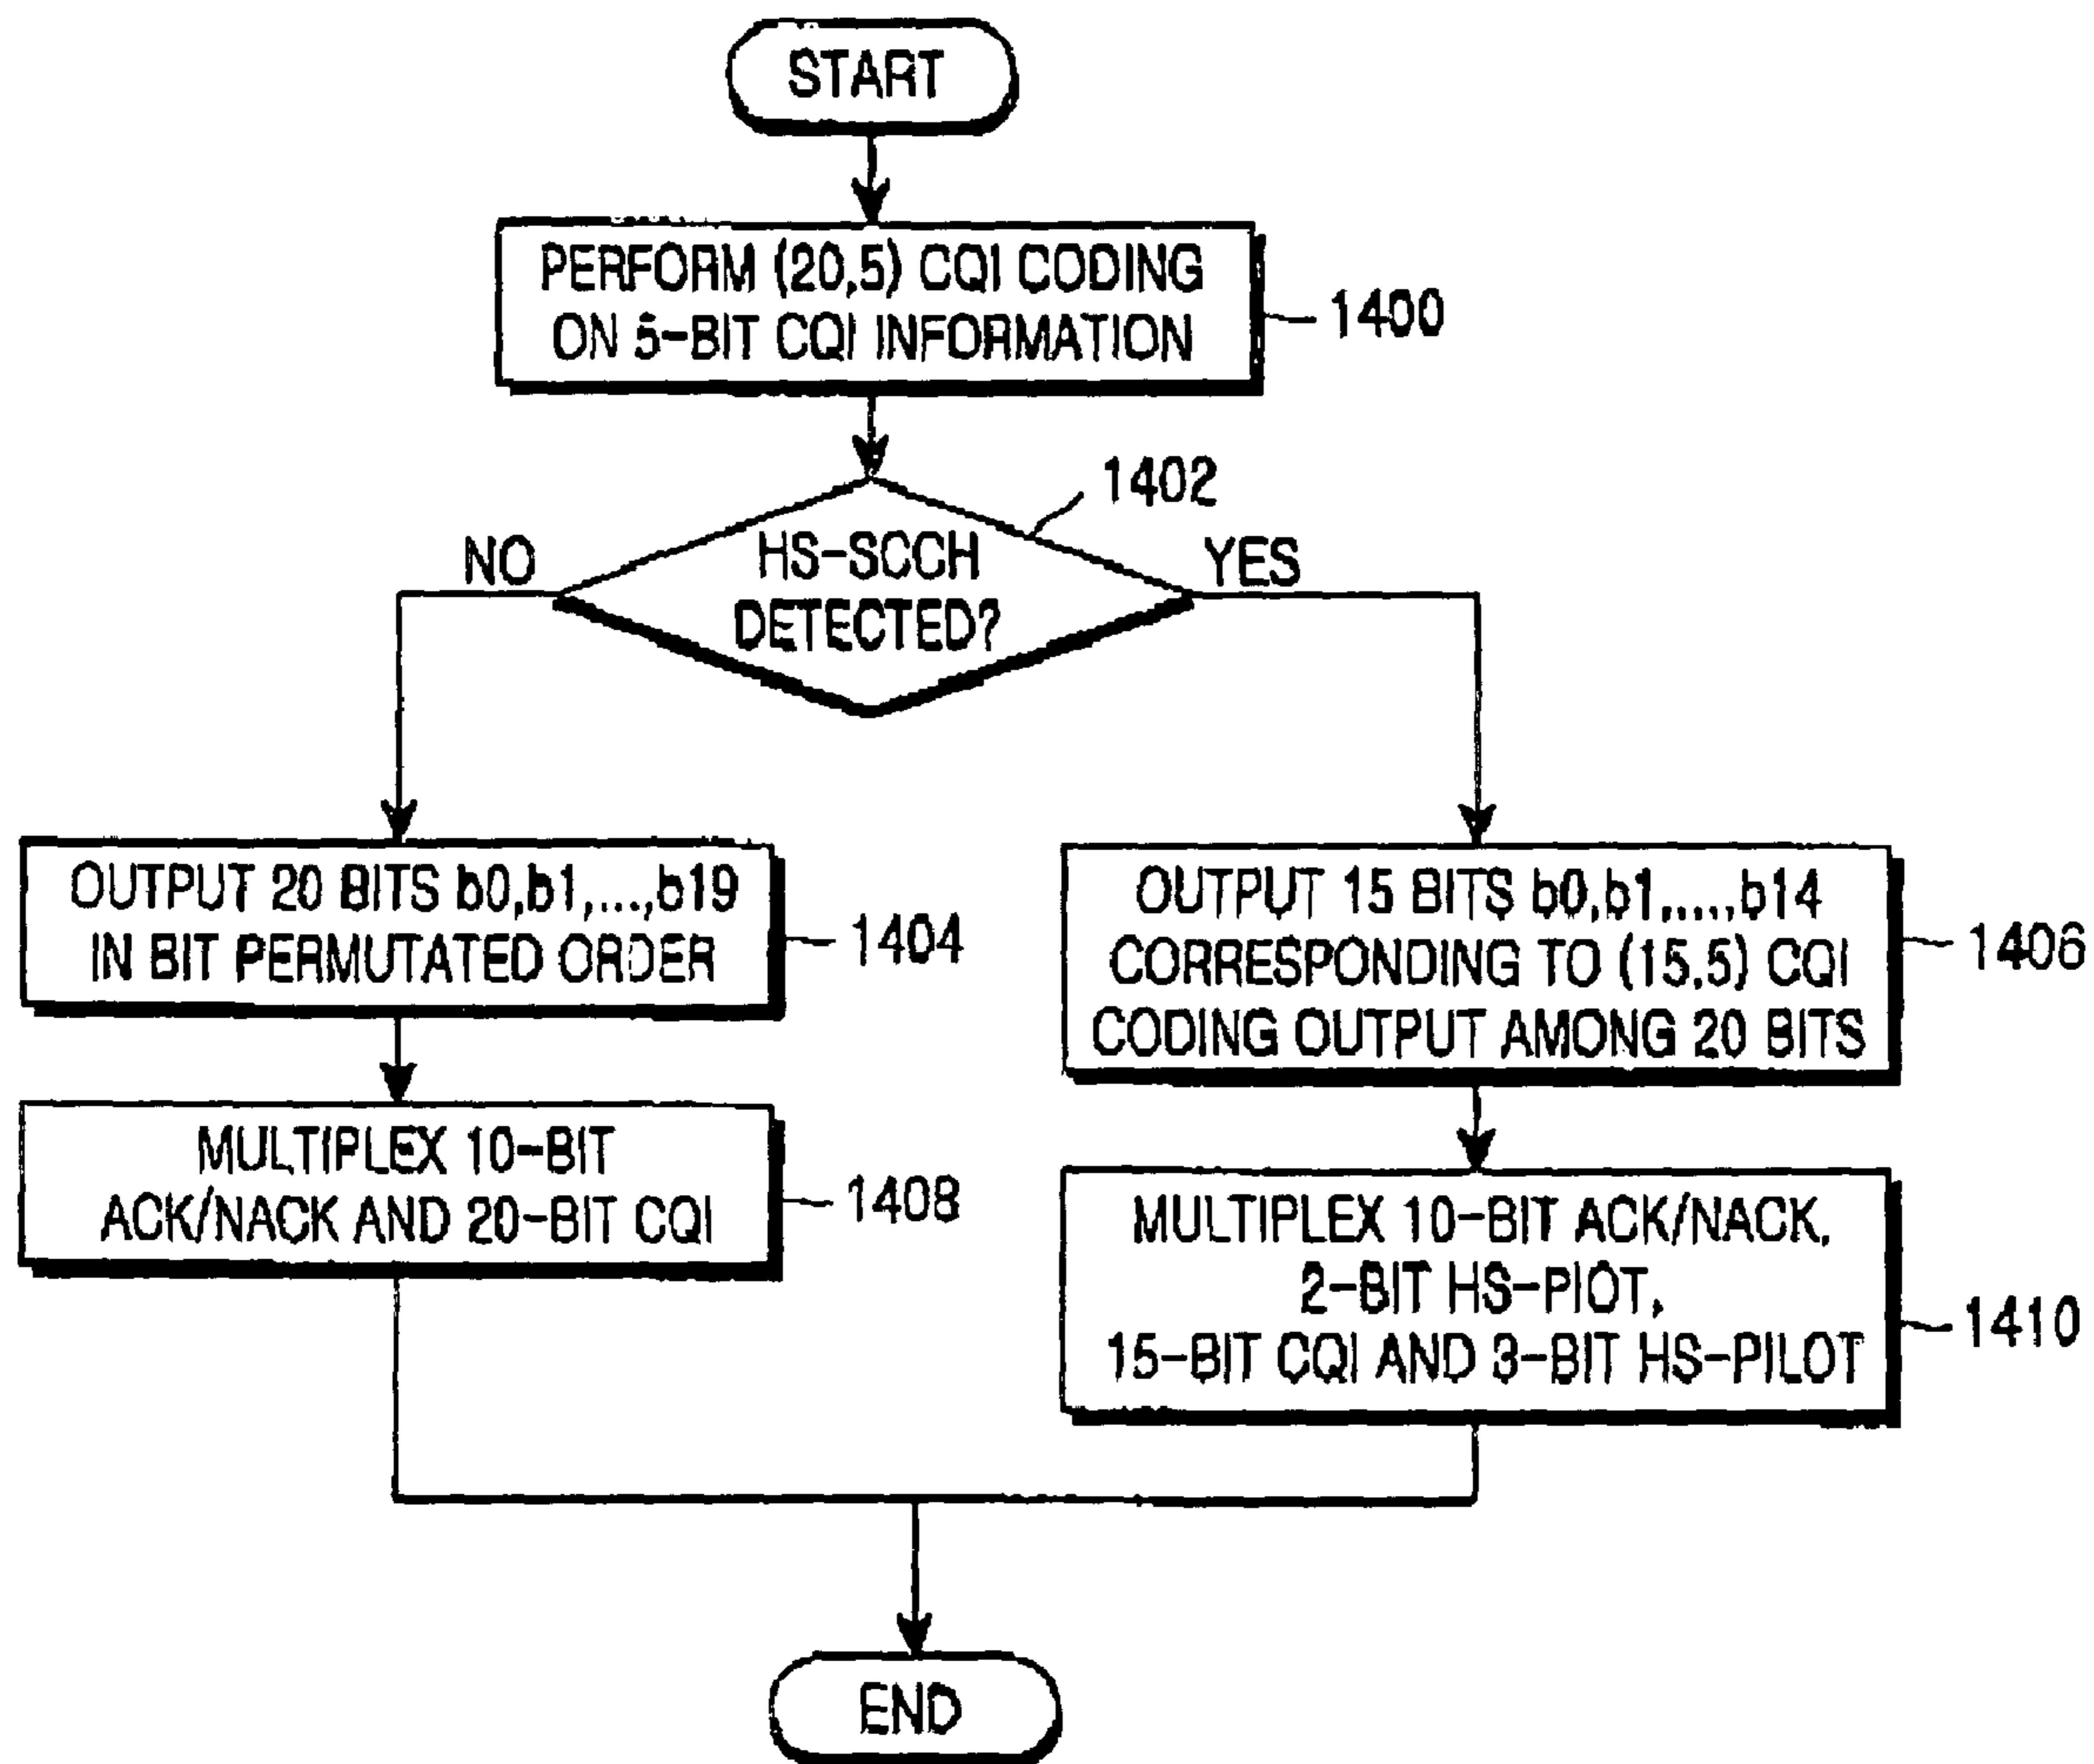 START
PERFORM (20,5) CQI CODING
ON 5-BIT CQI INFORMATION
1400
1402
HS-SCCH
DETECTED?
NO
YES
OUTPUT 20 BITS b0,b1,...,b19
IN BIT PERMUTATED ORDER
1404
OUTPUT 15 BITS b0,b1,....,b14
CORRESPONDING TO (15,5) CQI
CODING OUTPUT AMONG 20 BITS
1406
MULTIPLEX 10-BIT
ACK/NACK AND 20-BIT CQI
1408
MULTIPLEX 10-BIT ACK/NACK,
2-BIT HS-PIOT,
15-BIT CQI AND 3-BIT HS-PILOT
1410
END